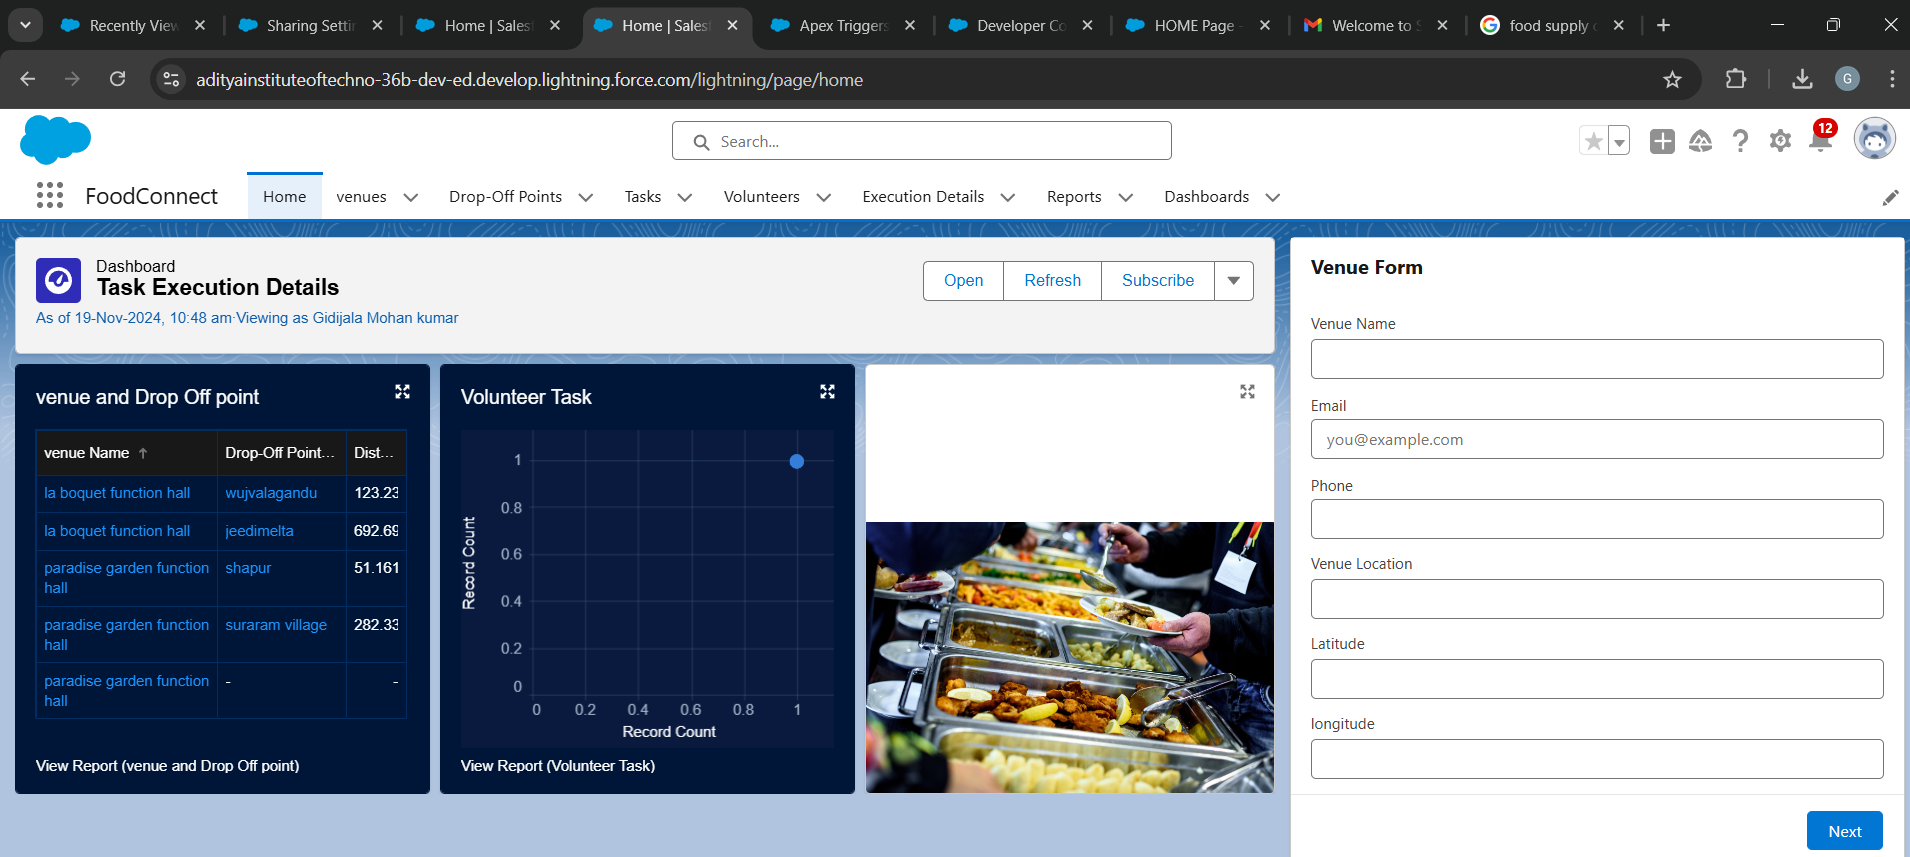 Recently Viev
Sharing Settir
Home | Salesf
Home | Salesf
Apex Triggers
Developer Co
HOME Page -
Welcome to S
food supply c
adityainstituteoftechno-36b-dev-ed.develop.lightning.force.com/lightning/page/home
G
Search...
12
FoodConnect
Home
venues
Drop-Off Points
Tasks
Volunteers
Execution Details
Reports
Dashboards
Dashboard
Task Execution Details
As of 19-Nov-2024, 10:48 am·Viewing as Gidijala Mohan kumar
Open
Refresh
Subscribe
venue and Drop Off point
venue Name ↑ Drop-Off Point... Dist...
la boquet function hall wujvalagandu 123.23
la boquet function hall jeedimelta 692.69
paradise garden function shapur 51.161
hall
paradise garden function suraram village 282.33
hall
paradise garden function - -
hall
View Report (venue and Drop Off point)
Volunteer Task
1
0.8
0.6
0.4
0.2
0
Record Count
0 0.2 0.4 0.6 0.8 1
Record Count
View Report (Volunteer Task)
Venue Form
Venue Name
Email
you@example.com
Phone
Venue Location
Latitude
longitude
Next